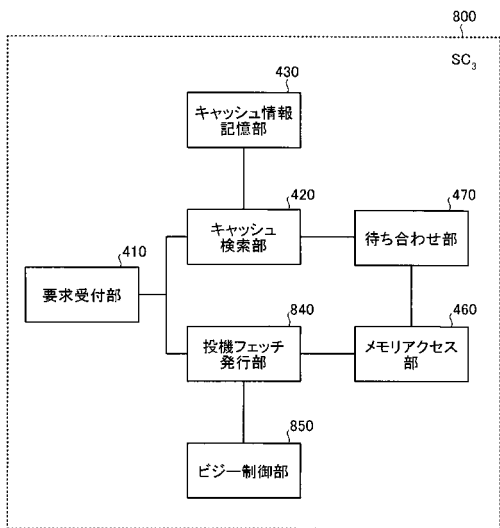 800
SC3
430
キャッシュ情報
記憶部
420
キャッシュ
検索部
470
待ち合わせ部
410
要求受付部
840
投機フェッチ
発行部
460
メモリアクセス
部
850
ビジー制御部